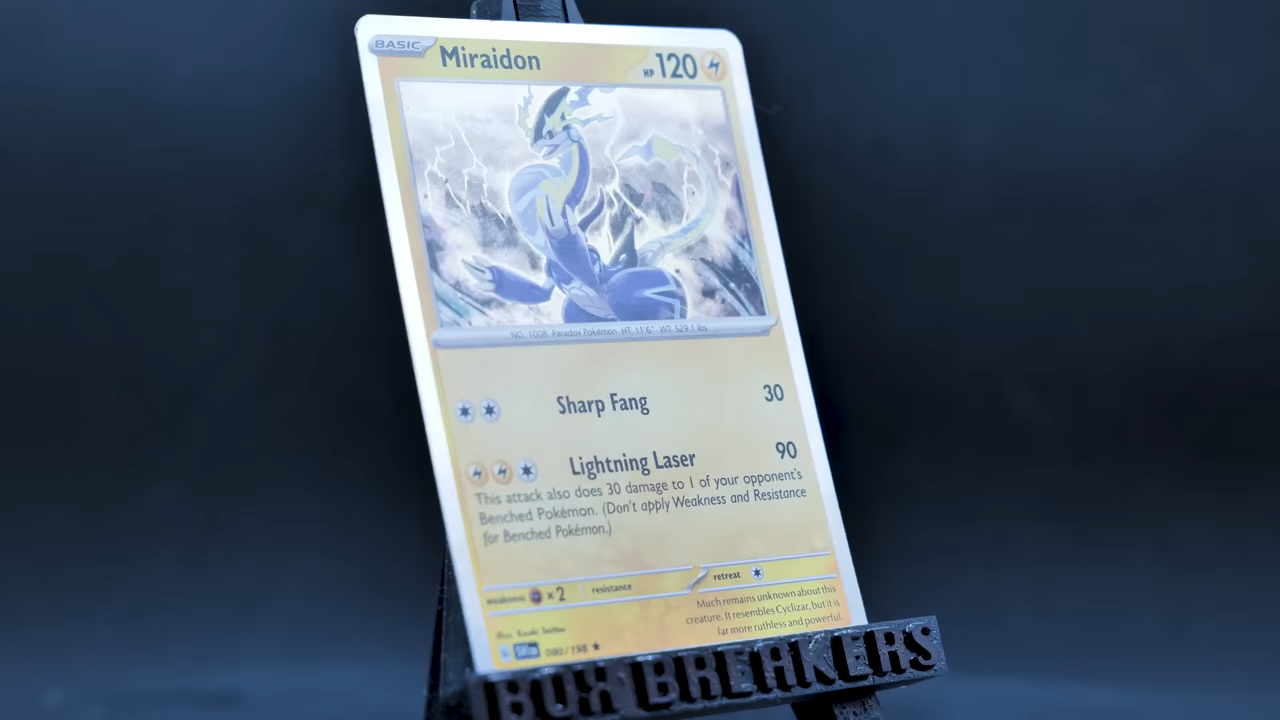 BASIC Miraidon HP 120
NO. 1008 Paradox Pokémon HT. 11'6" WT. 529.1 lbs.
Sharp Fang 30
Lightning Laser 90
This attack also does 30 damage to 1 of your opponent's
Benched Pokémon. (Don't apply Weakness and Resistance
for Benched Pokémon.)
weakness ×2 resistance retreat
Much remains unknown about this
creature. It resembles Cyclizar, but it is
far more ruthless and powerful.
Illus. Kouki Saitou
080/198 ★
BOX BREAKERS